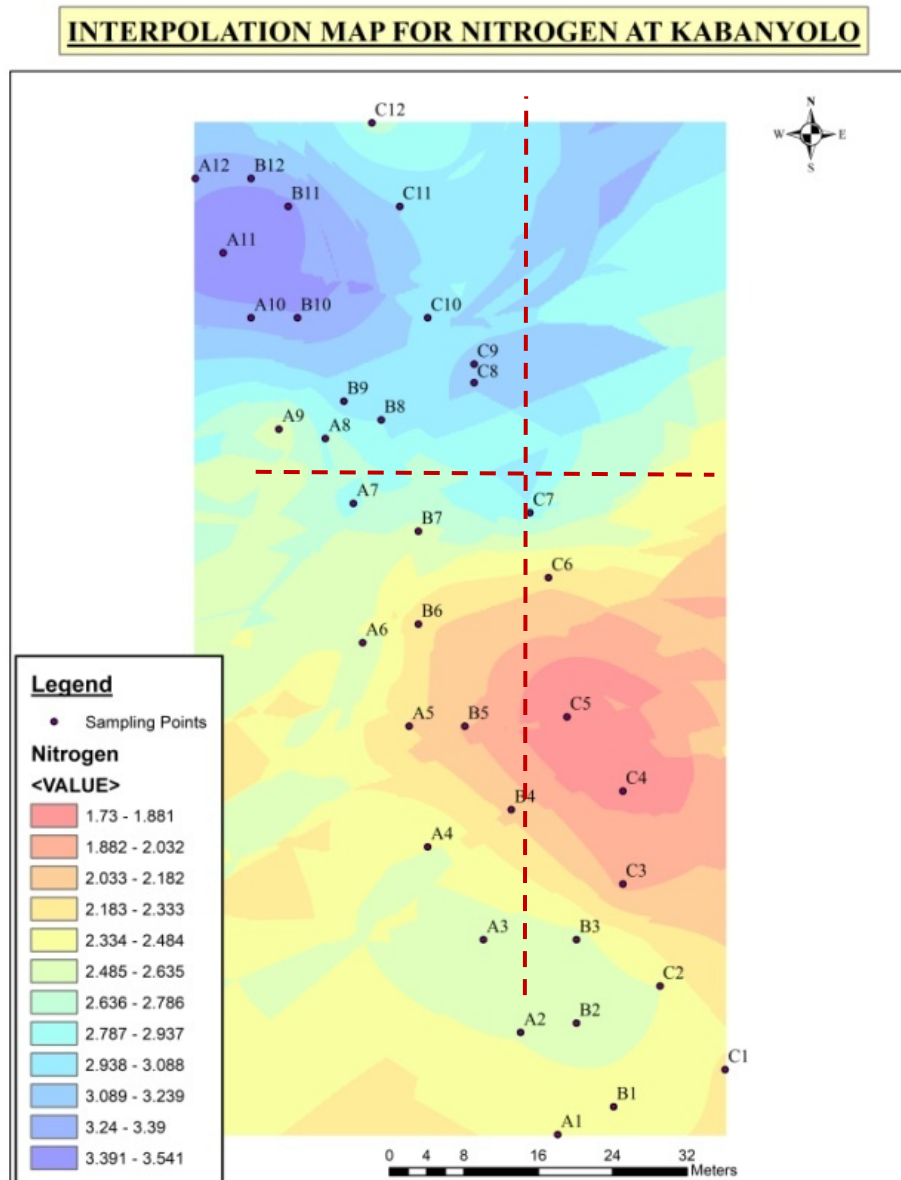 INTERPOLATION MAP FOR NITROGEN AT KABANYOLO
C12
N
W E
S
A12 B12
B11 C11
A11
A10 B10 C10
C9
C8
B9
B8
A9
A8
A7
C7
B7
C6
B6
A6
C5
A5 B5
C4
B4
A4
C3
A3 B3
C2
B2
A2
C1
B1
A1
Legend
Sampling Points
Nitrogen
<VALUE>
1.73 - 1.881
1.882 - 2.032
2.033 - 2.182
2.183 - 2.333
2.334 - 2.484
2.485 - 2.635
2.636 - 2.786
2.787 - 2.937
2.938 - 3.088
3.089 - 3.239
3.24 - 3.39
3.391 - 3.541
0 4 8 16 24 32
Meters